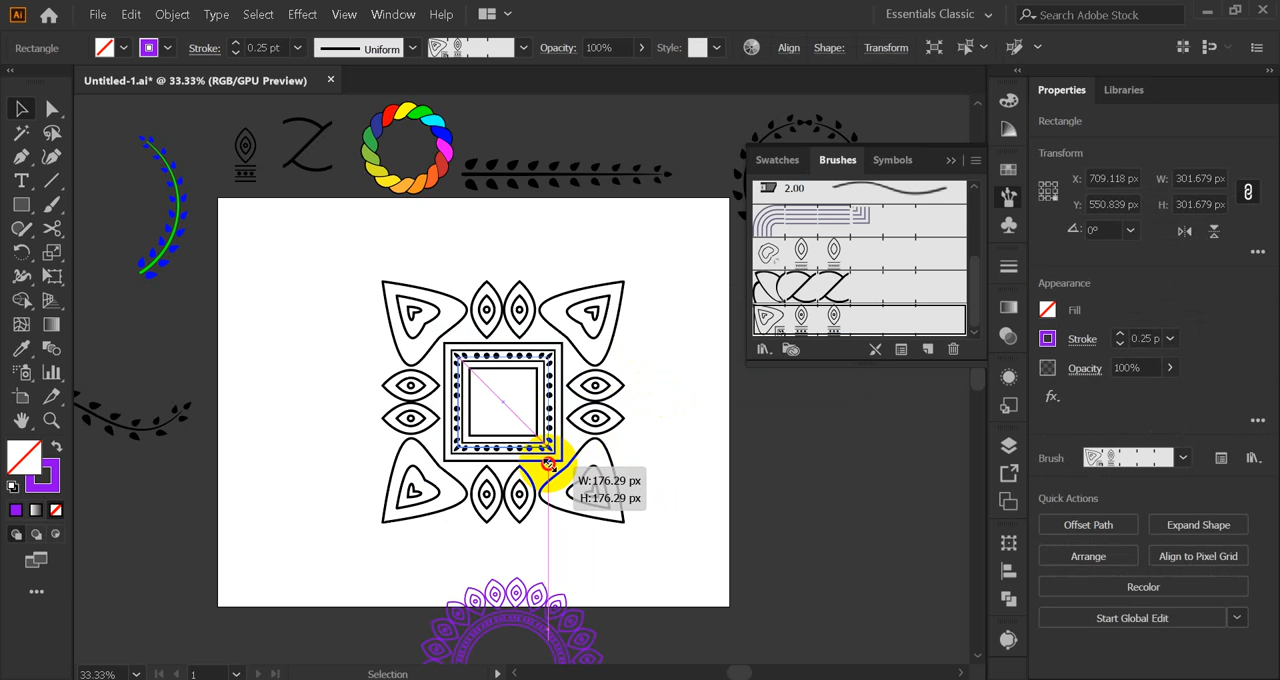 Ai File Edit Object Type Select Effect View Window Help Essentials Classic Search Adobe Stock
Rectangle Stroke: 0.25 pt Uniform Opacity: 100% Style: Align Shape: Transform
Untitled-1.ai* @ 33.33% (RGB/GPU Preview)
Properties Libraries
Rectangle
Transform
X: 709.118 px W: 301.679 px
Y: 550.839 px H: 301.679 px
0°
Swatches Brushes Symbols
2.00
Appearance
Fill
Stroke 0.25 p
Opacity 100%
fx.
Brush
Quick Actions
Offset Path Expand Shape
Arrange Align to Pixel Grid
Recolor
Start Global Edit
W:176.29 px
H:176.29 px
33.33% 1 Selection